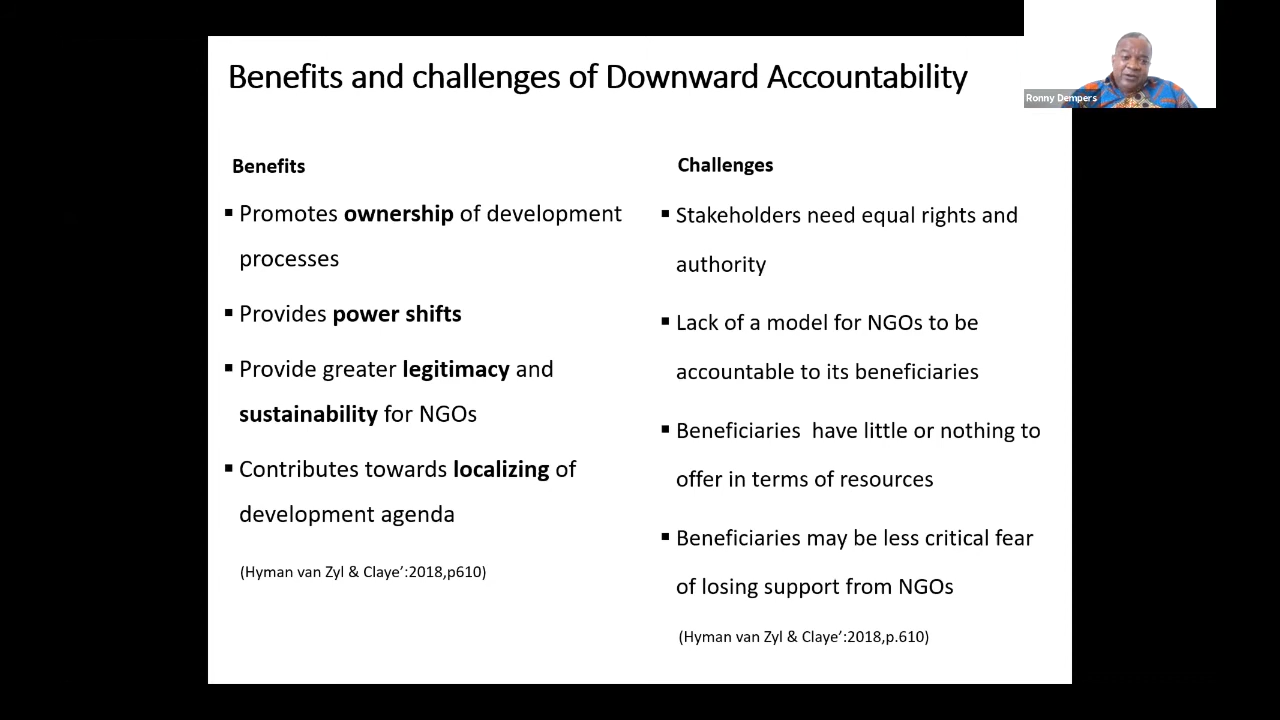 Benefits and challenges of Downward Accountability
Ronny Dempers
Benefits
▪ Promotes ownership of development
processes
▪ Provides power shifts
▪ Provide greater legitimacy and
sustainability for NGOs
▪ Contributes towards localizing of
development agenda
(Hyman van Zyl & Claye’:2018,p610)
Challenges
▪ Stakeholders need equal rights and
authority
▪ Lack of a model for NGOs to be
accountable to its beneficiaries
▪ Beneficiaries  have little or nothing to
offer in terms of resources
▪ Beneficiaries may be less critical fear
of losing support from NGOs
(Hyman van Zyl & Claye’:2018,p.610)